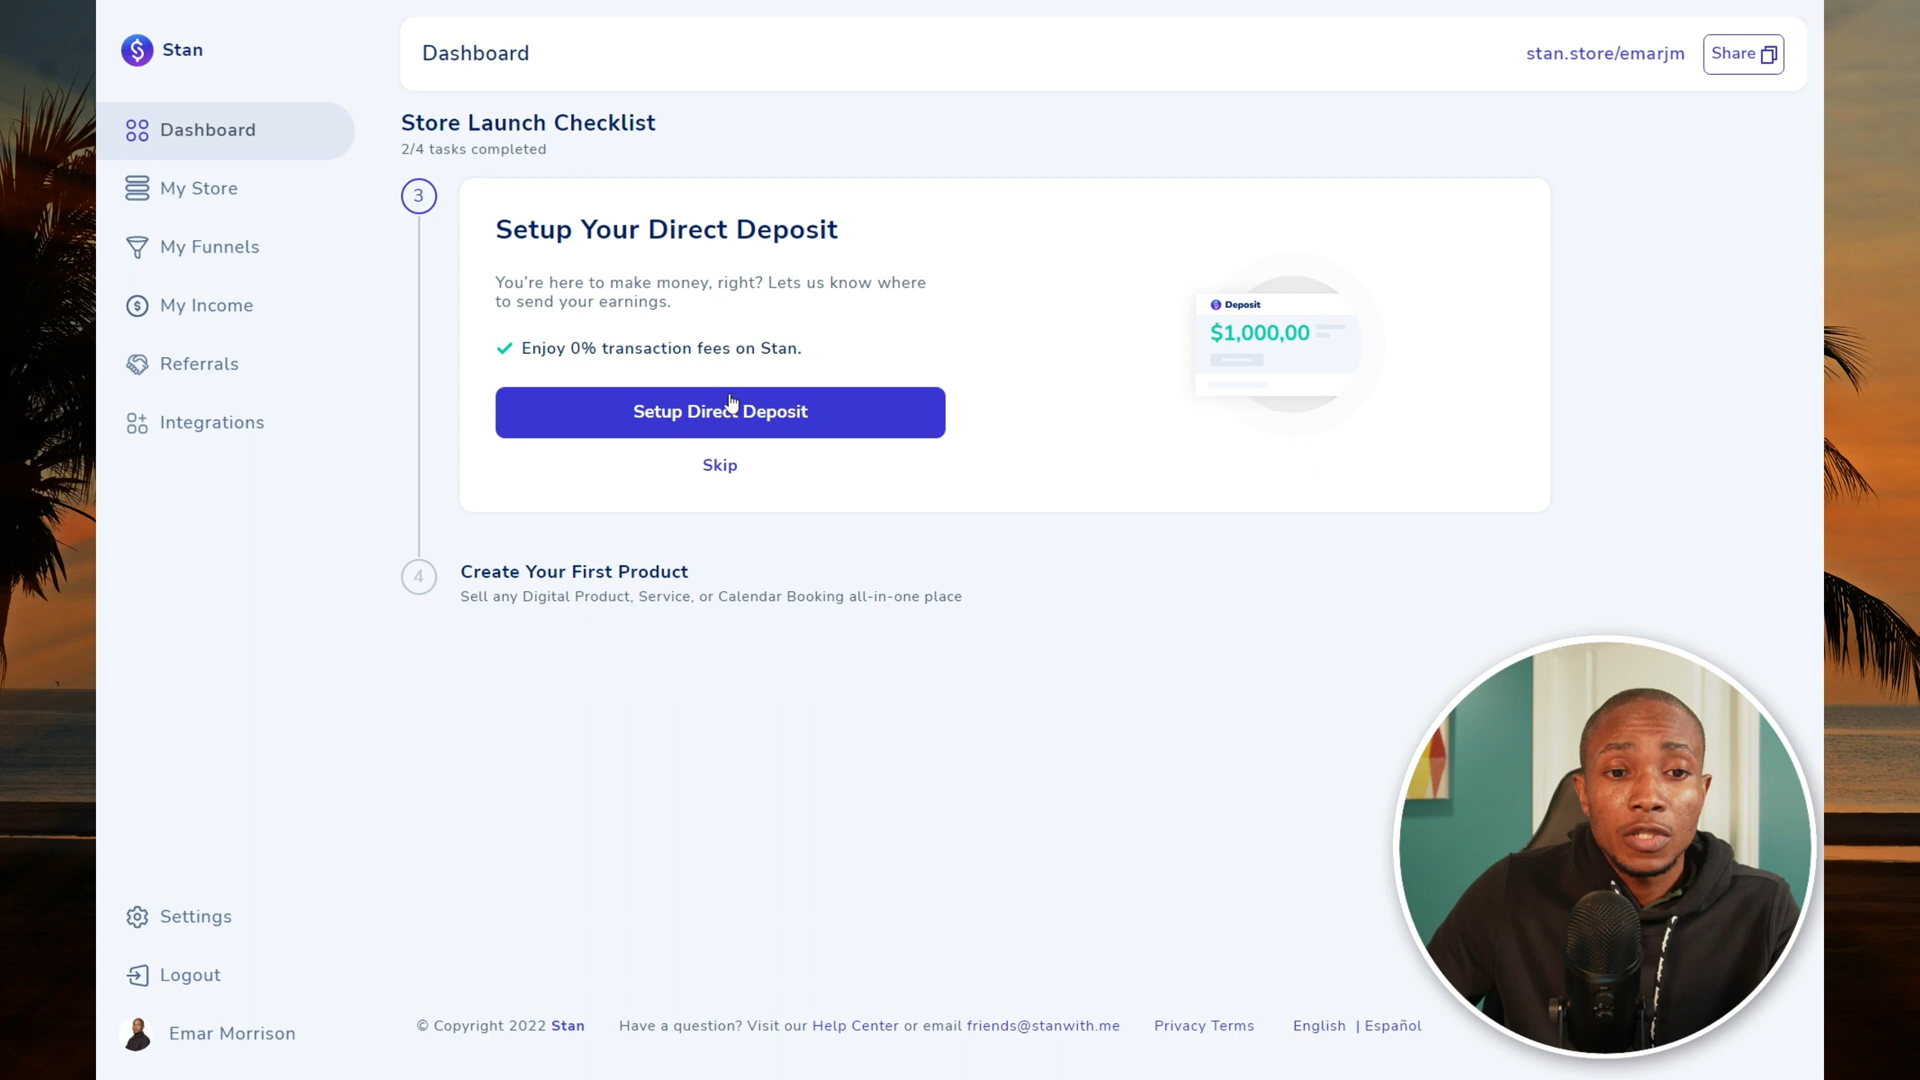 Stan
Dashboard
stan.store/emarjm
Share
Dashboard
My Store
My Funnels
My Income
Referrals
Integrations
Store Launch Checklist
2/4 tasks completed
3
Setup Your Direct Deposit
You're here to make money, right? Lets us know where
to send your earnings.
Enjoy 0% transaction fees on Stan.
Setup Direct Deposit
Skip
Deposit
$1,000,00
4
Create Your First Product
Sell any Digital Product, Service, or Calendar Booking all-in-one place
Settings
Logout
Emar Morrison
© Copyright 2022 Stan
Have a question? Visit our Help Center or email friends@stanwith.me
Privacy Terms
English | Español